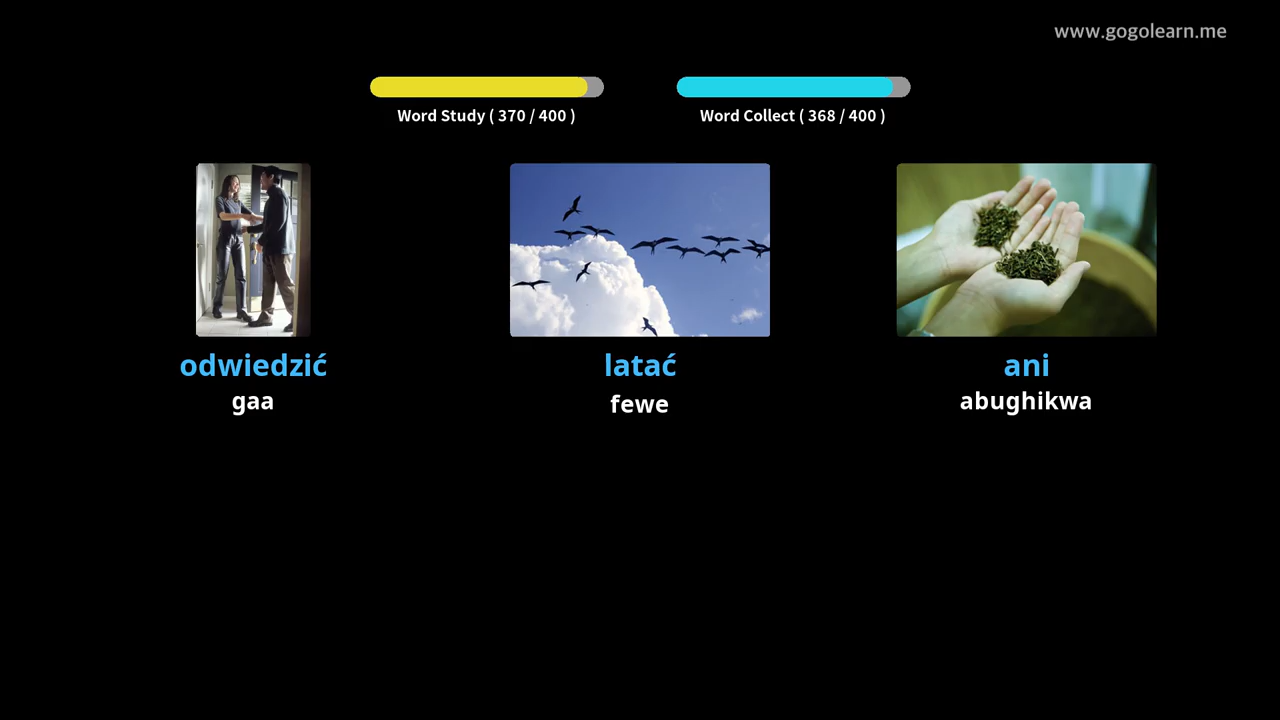 www.gogolearn.me
Word Study ( 370 / 400 )
Word Collect ( 368 / 400 )
odwiedzić
gaa
latać
fewe
ani
abughikwa